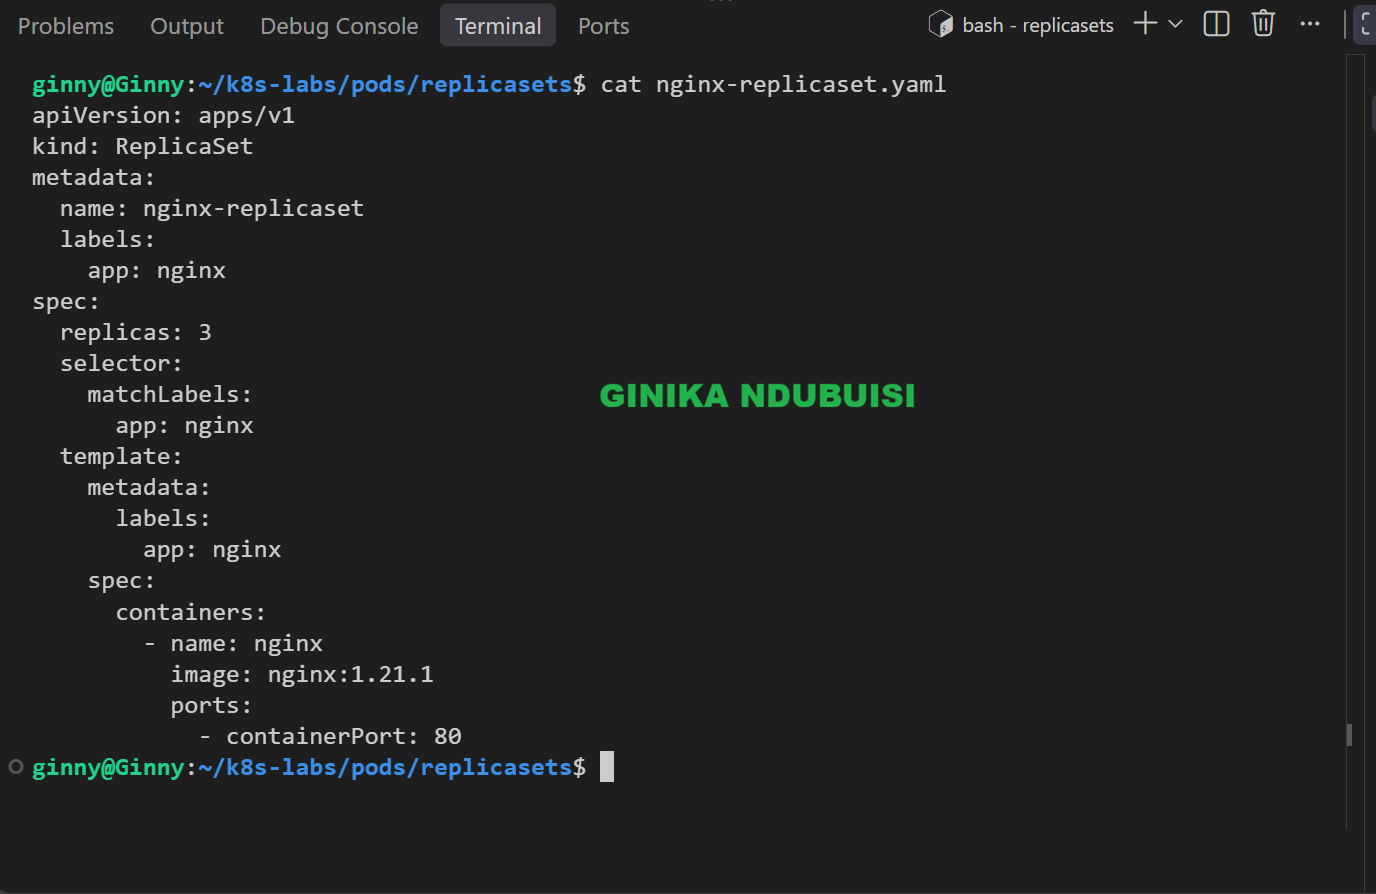 Problems Output Debug Console Terminal Ports bash - replicasets
ginny@Ginny:~/k8s-labs/pods/replicasets$ cat nginx-replicaset.yaml
apiVersion: apps/v1
kind: ReplicaSet
metadata:
  name: nginx-replicaset
  labels:
    app: nginx
spec:
  replicas: 3
  selector:
    matchLabels:
      app: nginx
  template:
    metadata:
      labels:
        app: nginx
    spec:
      containers:
        - name: nginx
          image: nginx:1.21.1
          ports:
            - containerPort: 80
ginny@Ginny:~/k8s-labs/pods/replicasets$
GINIKA NDUBUISI